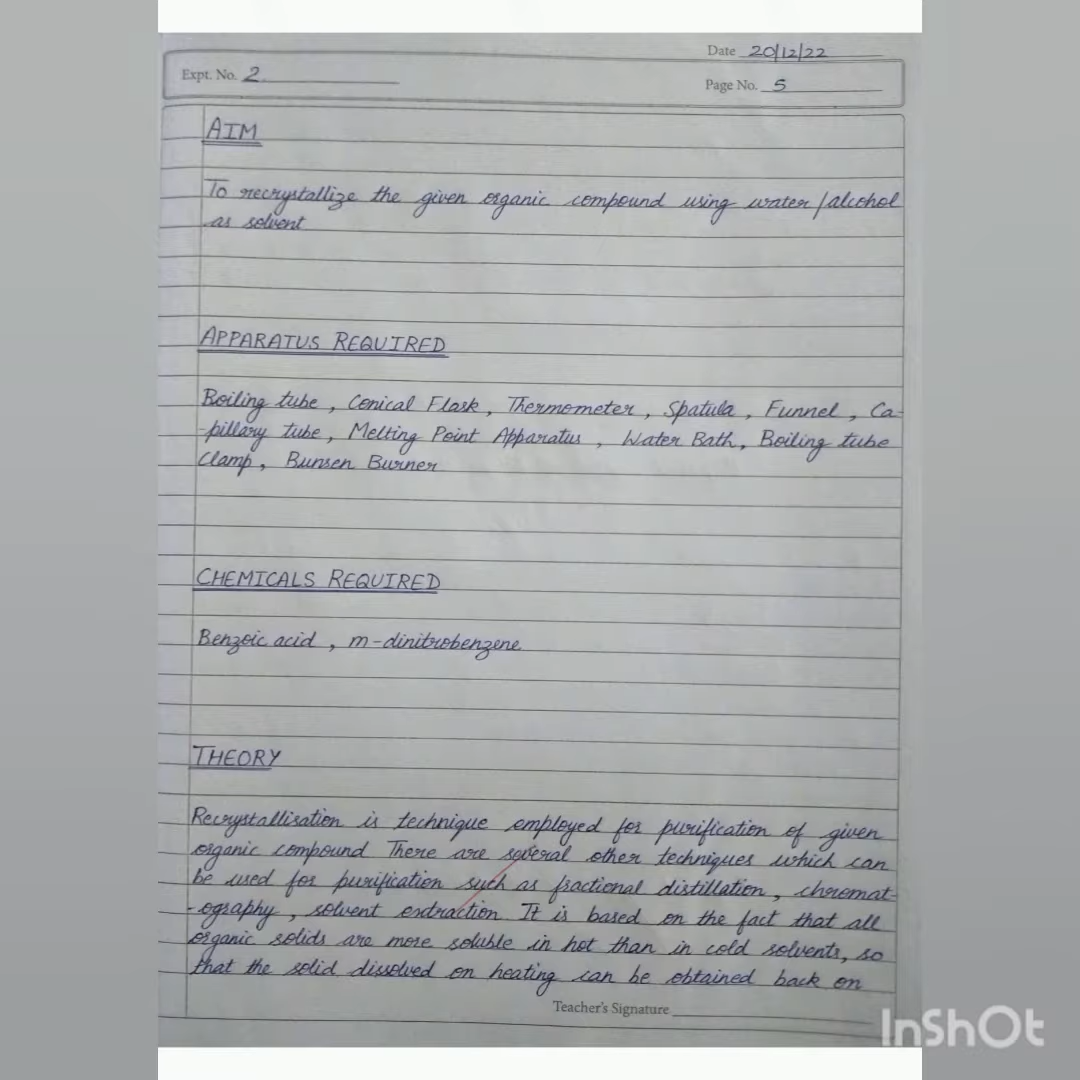 Date 20/12/22
Expt. No. 2
Page No. 5
AIM
To recrystallize the given organic compound using water/alcohol
as solvent
APPARATUS REQUIRED
Boiling tube, Conical Flask, Thermometer, Spatula, Funnel, Ca-
-pillary tube, Melting Point Apparatus, Water Bath, Boiling tube
Clamp, Bunsen Burner
CHEMICALS REQUIRED
Benzoic acid, m-dinitrobenzene
THEORY
Recrystallisation is technique employed for purification of given
organic compound There are several other techniques which can
be used for purification such as fractional distillation, chromat-
-ography, solvent extraction It is based on the fact that all
organic solids are more soluble in hot than in cold solvents, so
that the solid dissolved on heating can be obtained back on
Teacher's Signature
InShOt